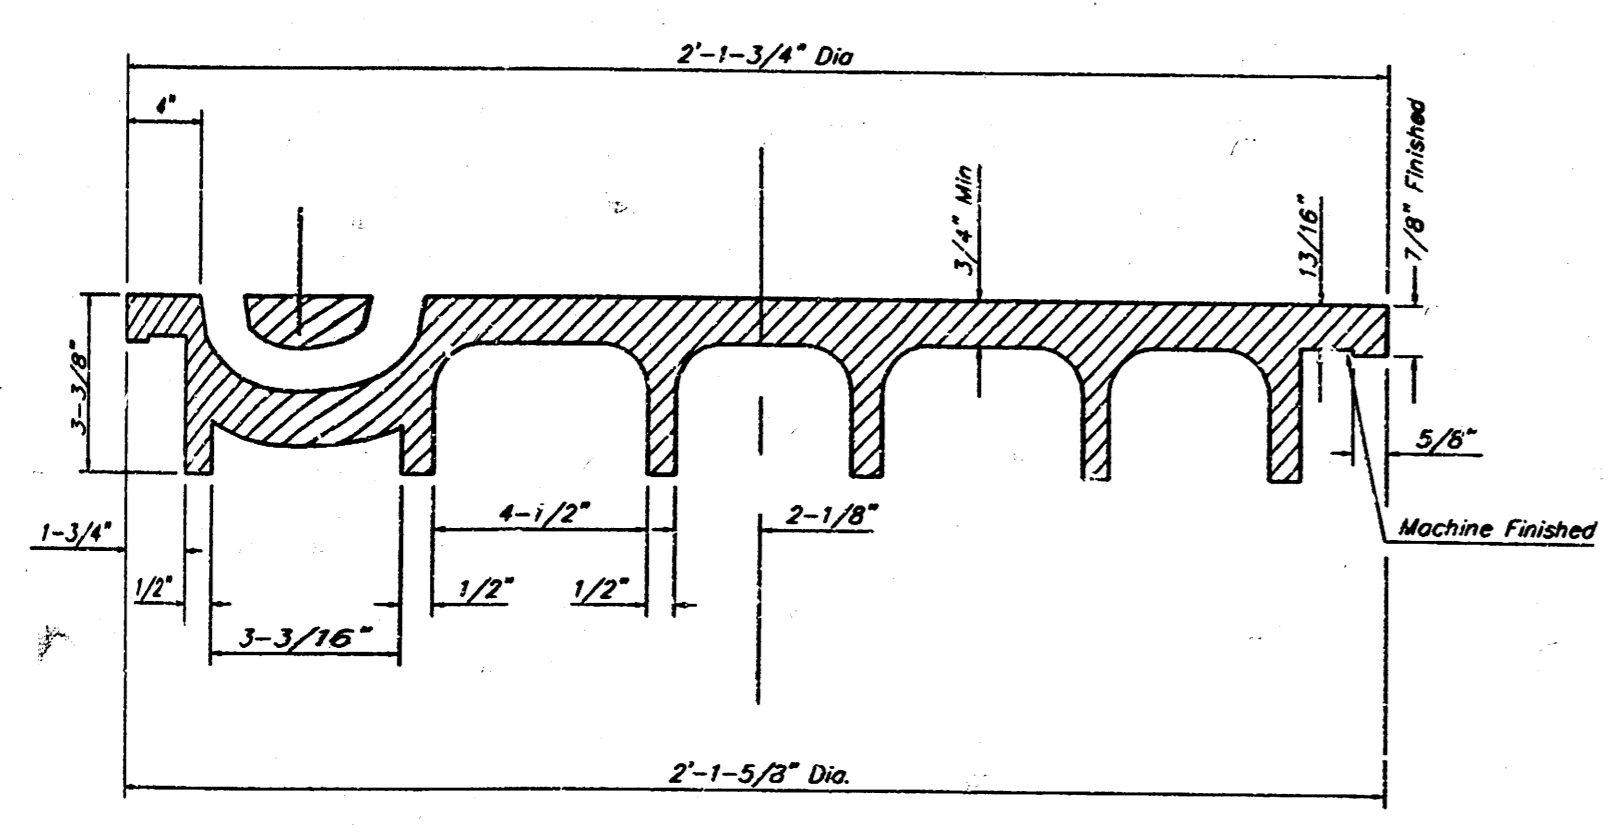 2'-1-3/4" Dia
4"
7/8" Finished
3/4" Min
13/16"
3-3/8"
5/8"
4-1/2"
2-1/8"
1-3/4"
Machine Finished
1/2"
1/2"
1/2"
3-3/16"
2'-1-5/8" Dia.